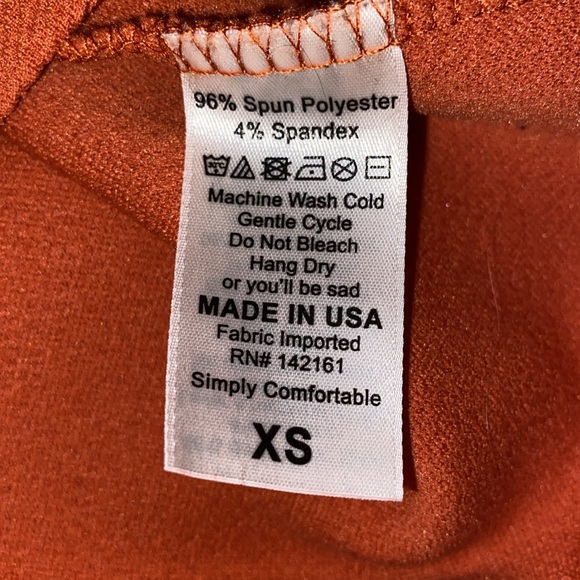 96% Spun Polyester
4% Spandex
Machine Wash Cold
Gentle Cycle
Do Not Bleach
Hang Dry
or you'll be sad
MADE IN USA
Fabric Imported
RN# 142161
Simply Comfortable
XS